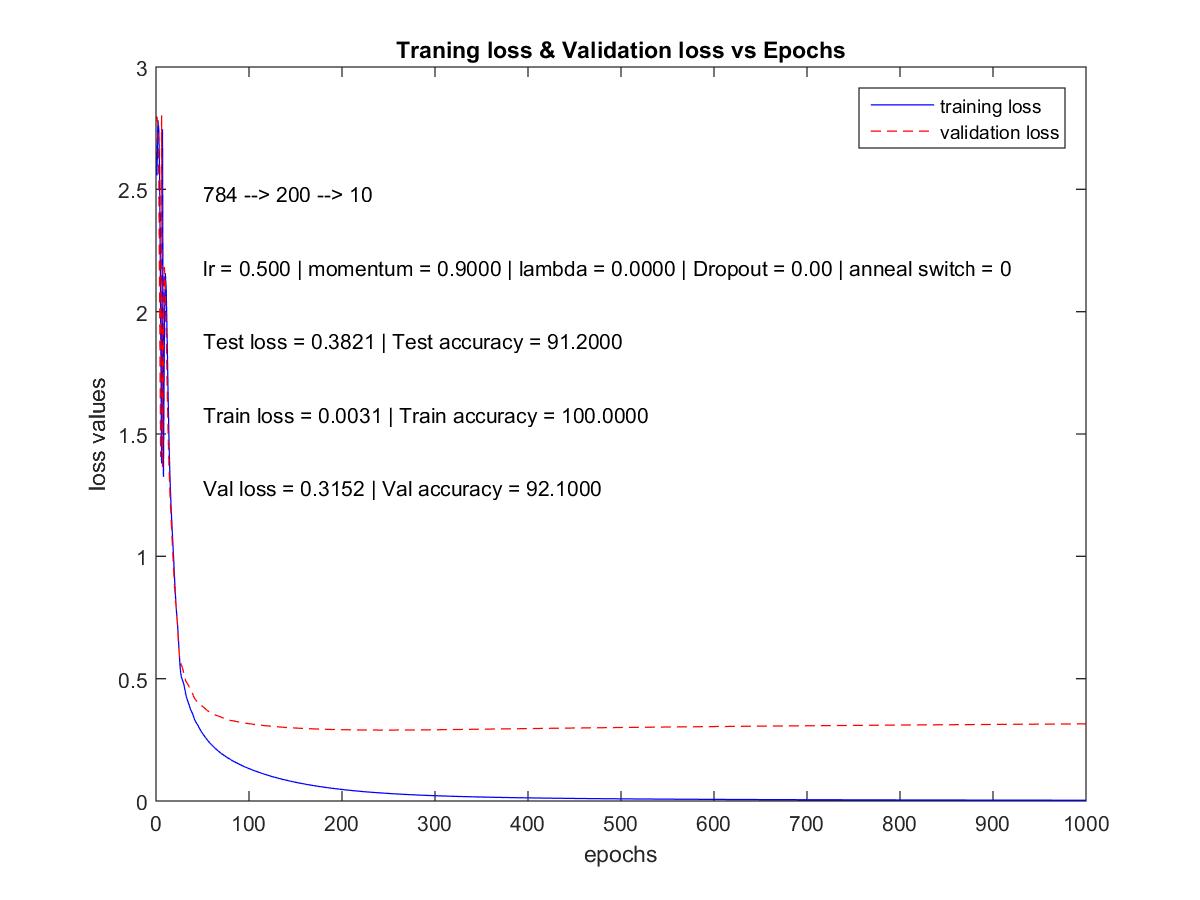 Traning loss & Validation loss vs Epochs
3
training loss
validation loss
2.5
784 --> 200 --> 10
lr = 0.500 | momentum = 0.9000 | lambda = 0.0000 | Dropout = 0.00 | anneal switch = 0
2
Test loss = 0.3821 | Test accuracy = 91.2000
loss values
1.5
Train loss = 0.0031 | Train accuracy = 100.0000
Val loss = 0.3152 | Val accuracy = 92.1000
1
0.5
0
0 100 200 300 400 500 600 700 800 900 1000
epochs